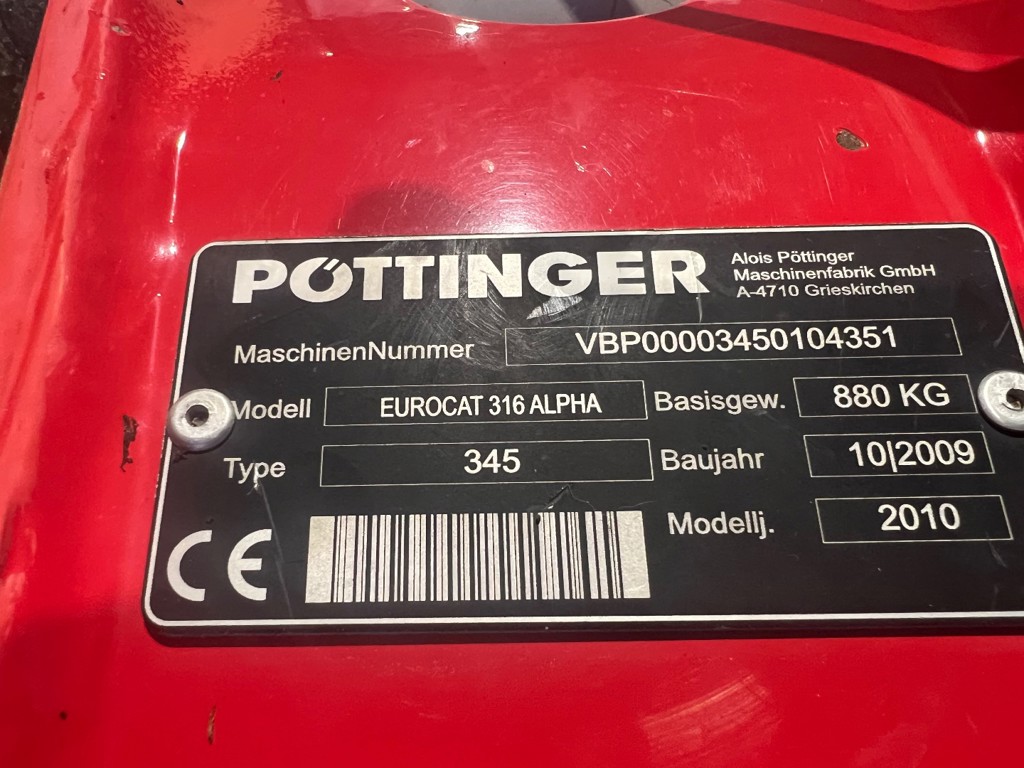 PÖTTINGER
Alois Pöttinger
Maschinenfabrik GmbH
A-4710 Grieskirchen
MaschinenNummer VBP00003450104351
Modell EUROCAT 316 ALPHA Basisgew. 880 KG
Type 345 Baujahr 10|2009
Modellj. 2010
CE